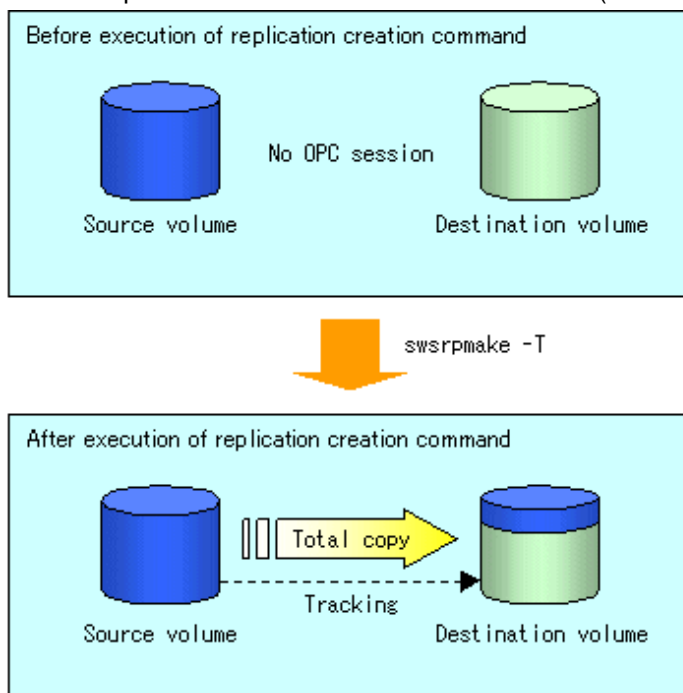 Before execution of replication creation command
No OPC session
Source volume
Destination volume
swsrpmake -T
After execution of replication creation command
Total copy
Tracking
Source volume
Destination volume